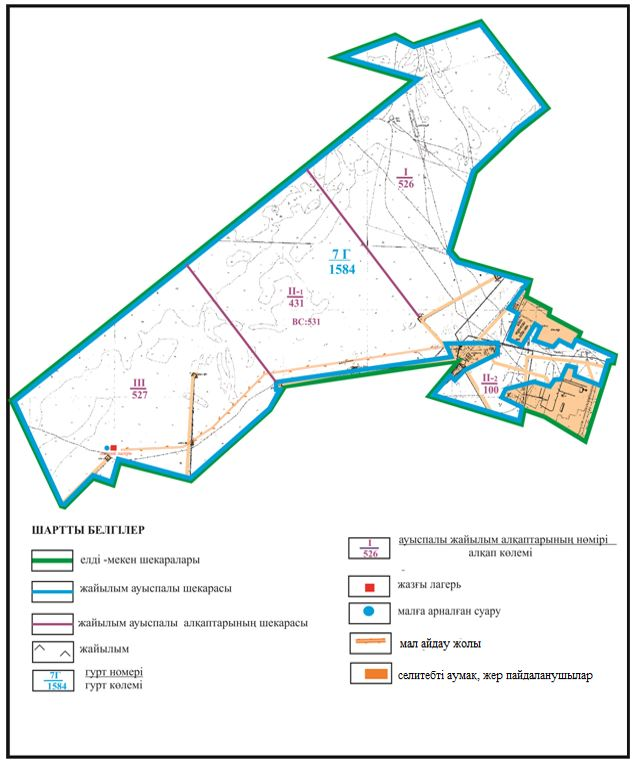 I
526
7 Г
1584
II-1
431
ВС:531
III
527
II-2
100
ШАРТТЫ БЕЛГІЛЕР
елді -мекен шекаралары
жайылым ауыспалы шекарасы
жайылым ауыспалы алқаптарының шекарасы
жайылым
7Г
1584
гурт номері
гурт көлемі
I
526
ауыспалы жайылым алқаптарының нөмірі
алқап көлемі
жазғы лагерь
малға арналған суару
мал айдау жолы
селитебті аумақ, жер пайдаланушылар